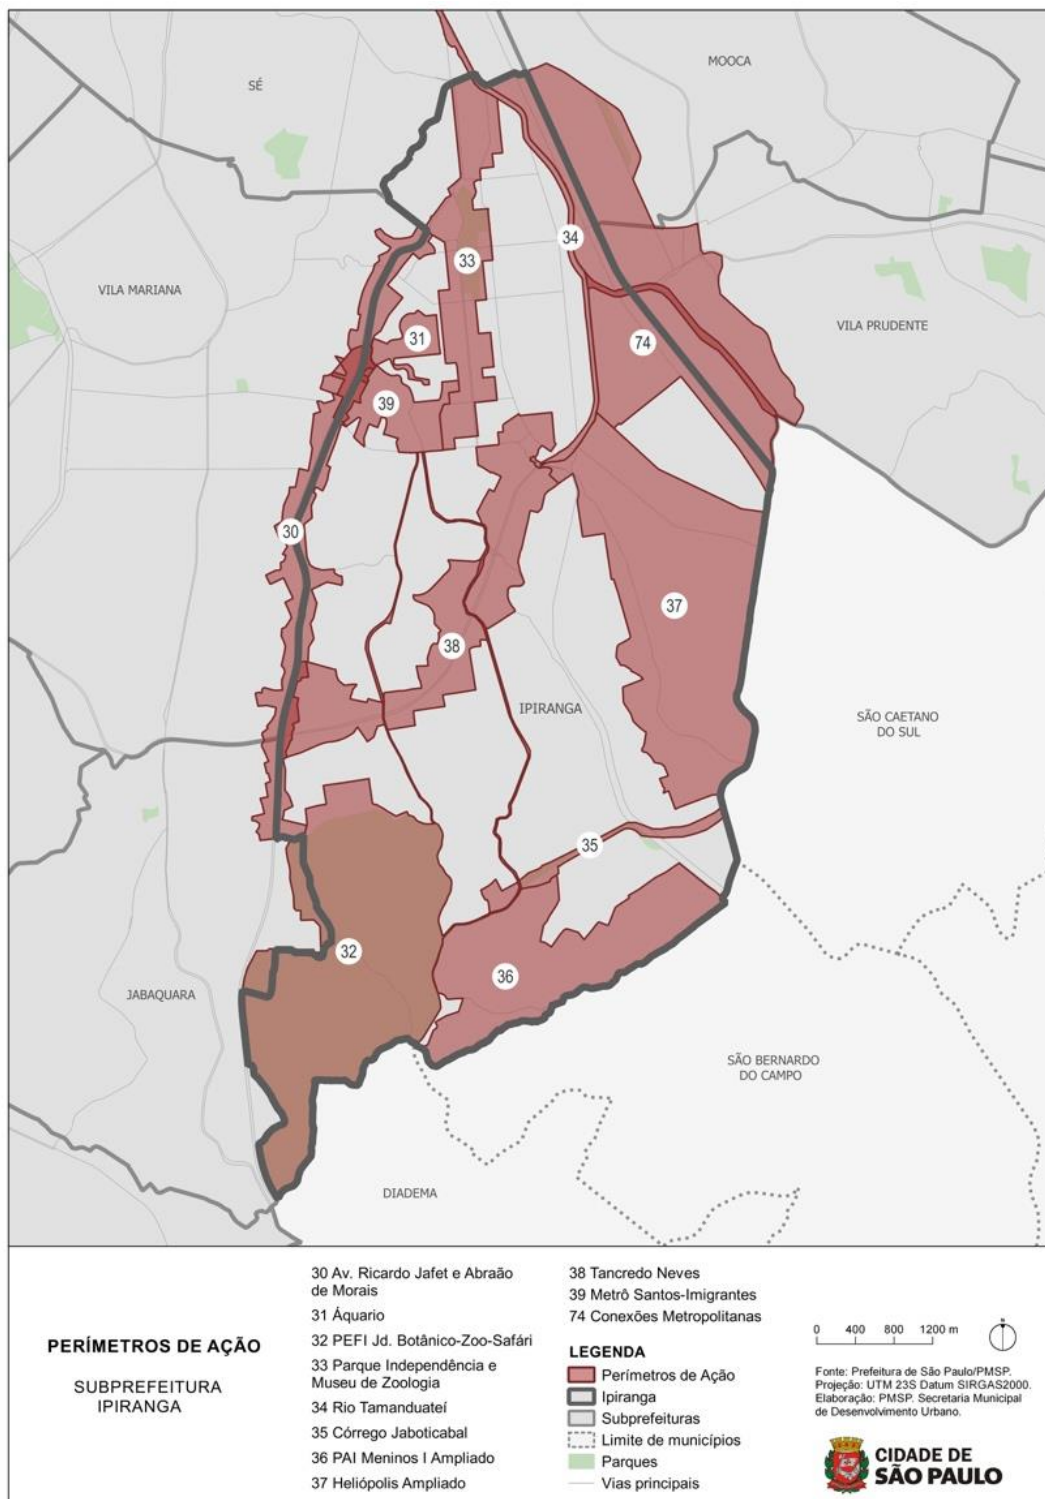 SÉ
MOOCA
VILA MARIANA
34
33
VILA PRUDENTE
31
74
39
30
37
38
IPIRANGA
SÃO CAETANO
DO SUL
35
32
36
JABAQUARA
SÃO BERNARDO
DO CAMPO
DIADEMA
PERÍMETROS DE AÇÃO
SUBPREFEITURA
IPIRANGA
30 Av. Ricardo Jafet e Abraão
de Morais
31 Áquario
32 PEFI Jd. Botânico-Zoo-Safári
33 Parque Independência e
Museu de Zoologia
34 Rio Tamanduateí
35 Córrego Jaboticabal
36 PAI Meninos I Ampliado
37 Heliópolis Ampliado
38 Tancredo Neves
39 Metrô Santos-Imigrantes
74 Conexões Metropolitanas
LEGENDA
Perímetros de Ação
Ipiranga
Subprefeituras
Limite de municípios
Parques
Vias principais
0 400 800 1200 m
Fonte: Prefeitura de São Paulo/PMSP.
Projeção: UTM 23S Datum SIRGAS2000.
Elaboração: PMSP. Secretaria Municipal
de Desenvolvimento Urbano.
CIDADE DE
SÃO PAULO